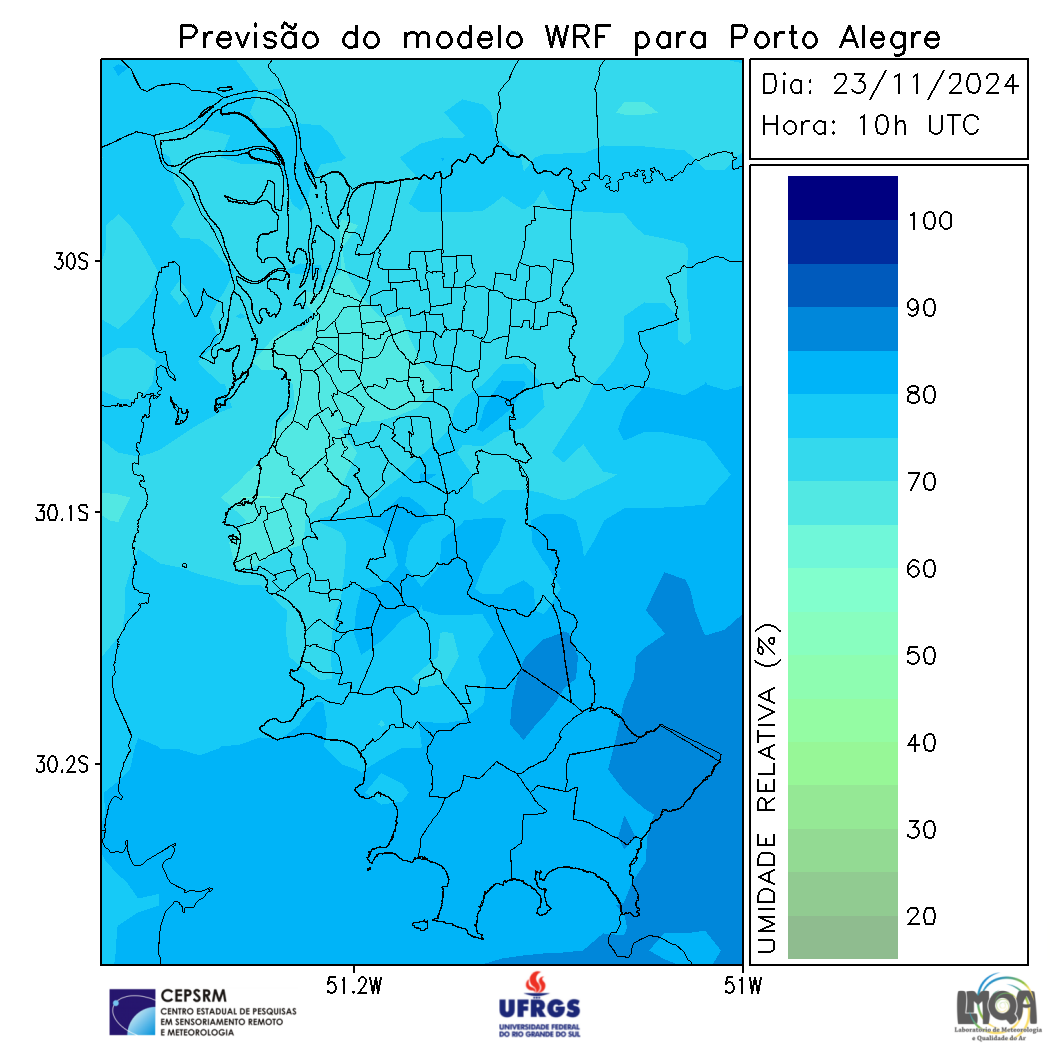 Previsão do modelo WRF para Porto Alegre
Dia: 23/11/2024
Hora: 10h UTC
30S
30.1S
30.2S
51.2W
51W
UMIDADE RELATIVA (%)
100
90
80
70
60
50
40
30
20
CEPSRM
CENTRO ESTADUAL DE PESQUISAS
EM SENSORIAMENTO REMOTO
E METEOROLOGIA
UFRGS
UNIVERSIDADE FEDERAL
DO RIO GRANDE DO SUL
LMQA
Laboratório de Meteorologia
e Qualidade do Ar